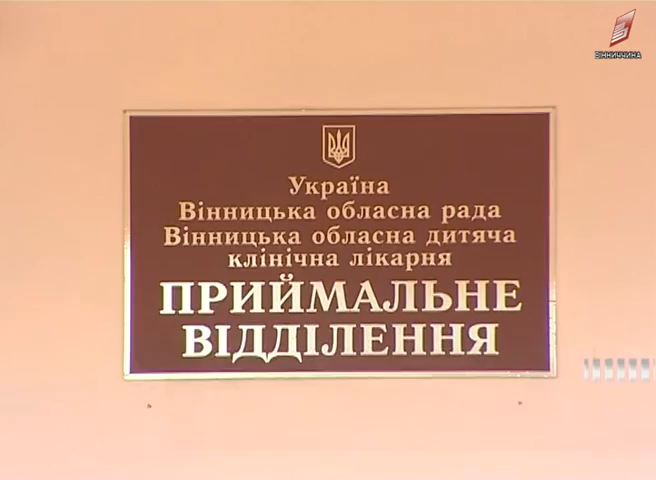 ВІННИЧЧИНА
Україна
Вінницька обласна рада
Вінницька обласна дитяча
клінічна лікарня
ПРИЙМАЛЬНЕ
ВІДДІЛЕННЯ